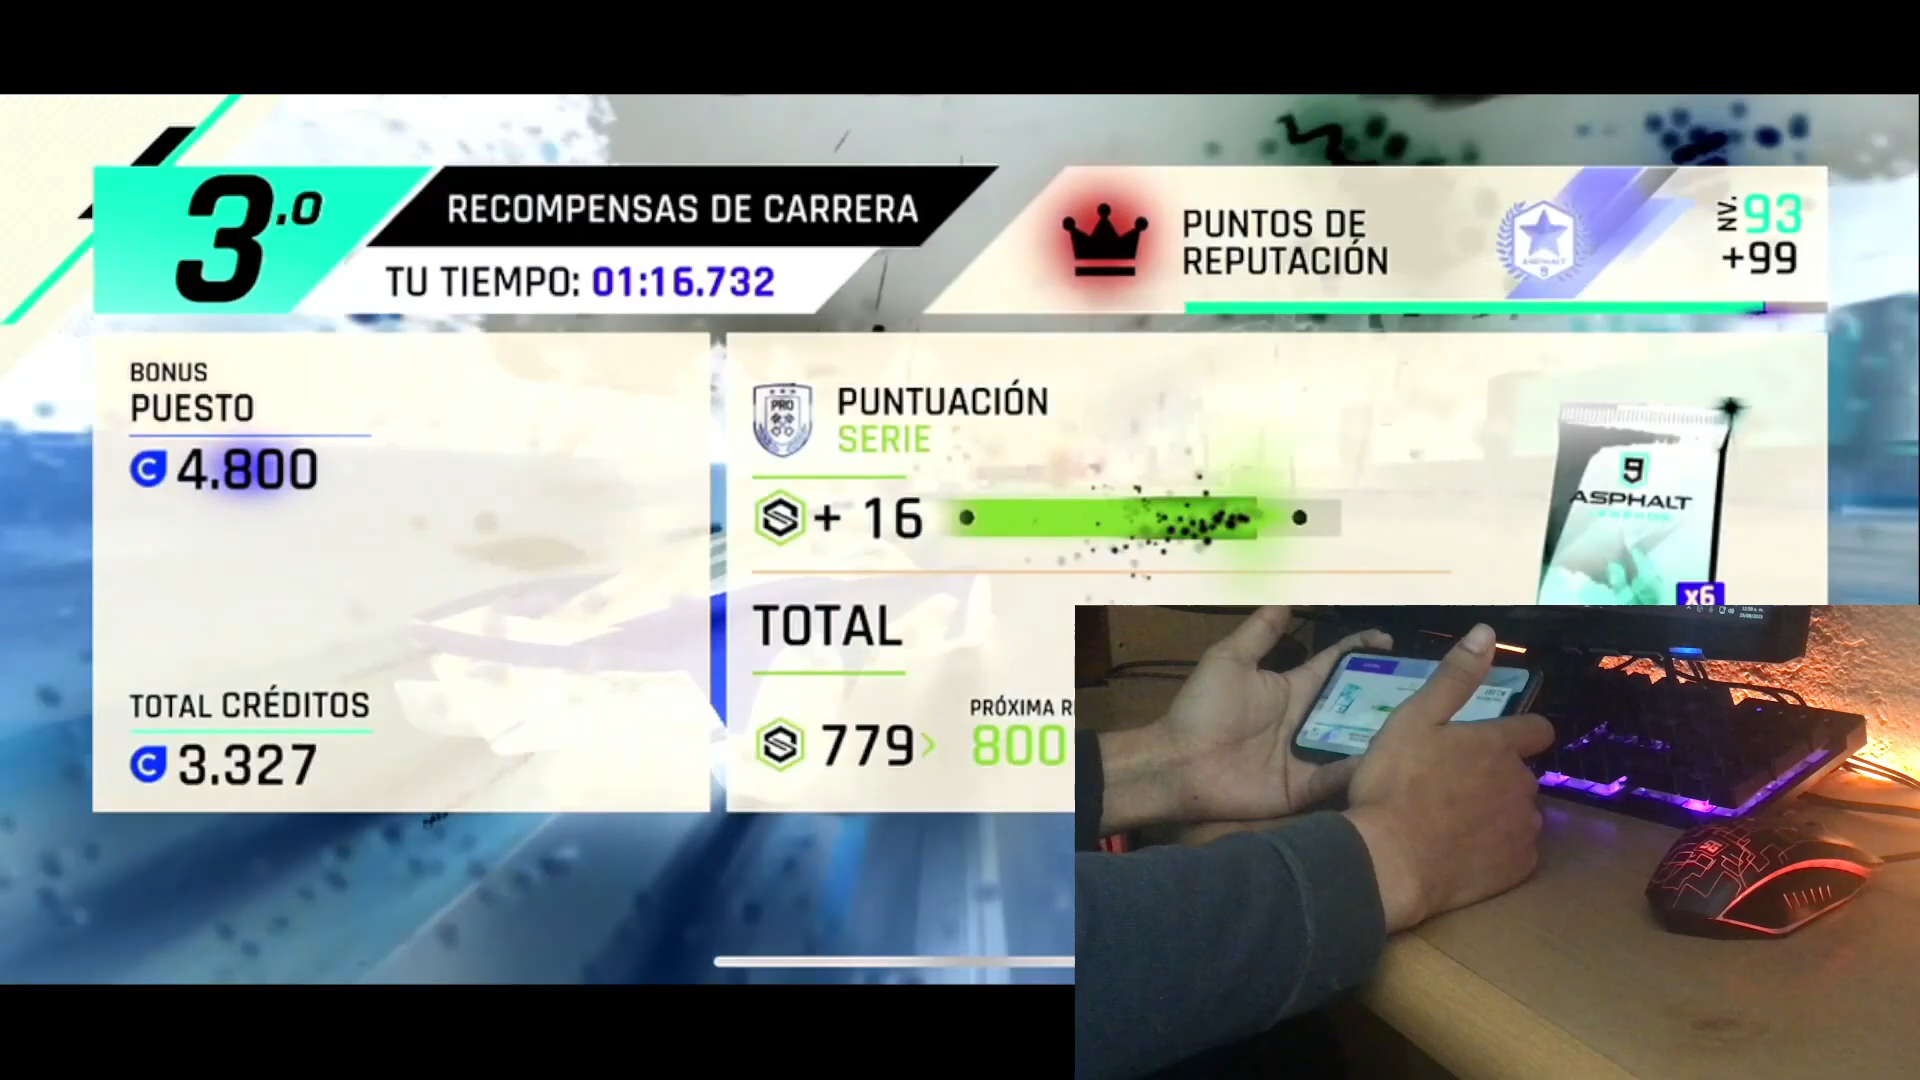 3.º
RECOMPENSAS DE CARRERA
TU TIEMPO: 01:16.732
PUNTOS DE
REPUTACIÓN
NV. 93
+99
BONUS
PUESTO
4.800
TOTAL CRÉDITOS
3.327
PRO
PUNTUACIÓN
SERIE
+ 16
TOTAL
779
PRÓXIMA R
800
9
ASPHALT
x6